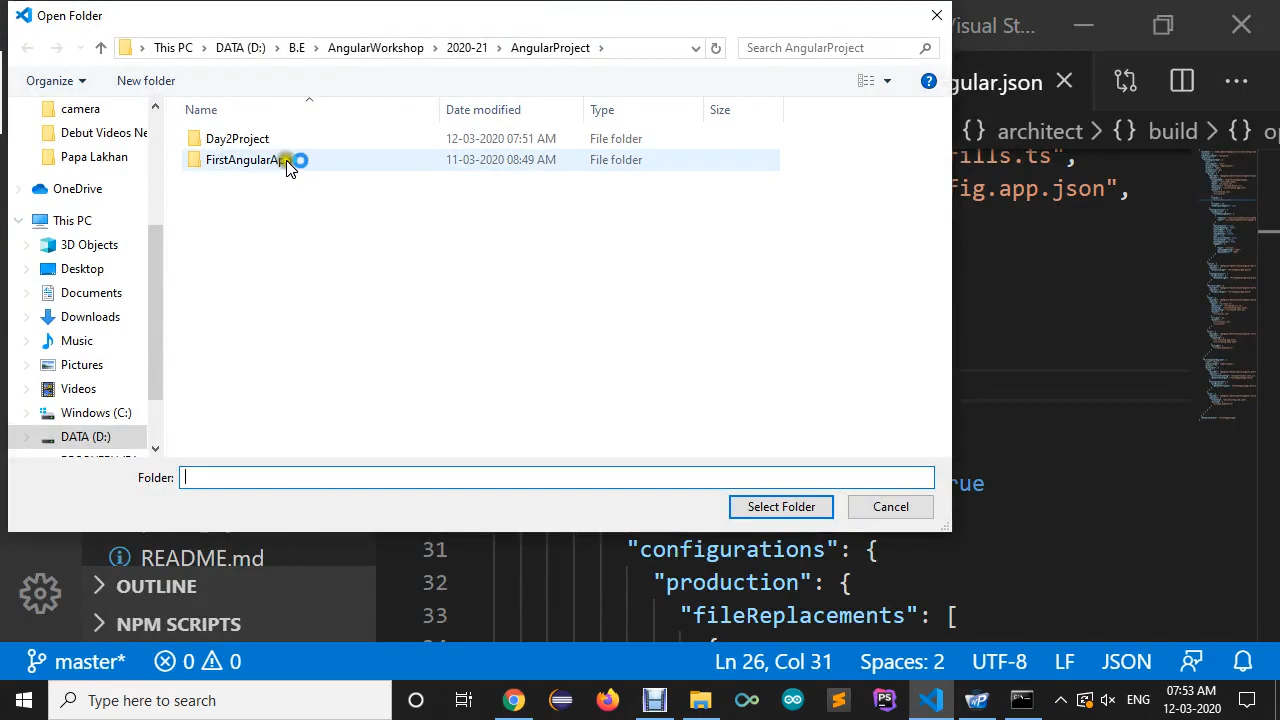 Open Folder
This PC > DATA (D:) > B.E > AngularWorkshop > 2020-21 > AngularProject >
Search AngularProject
Organize
New folder
Name
Date modified
Type
Size
Day2Project
12-03-2020 07:51 AM
File folder
11-03-2020
File folder
camera
Debut Videos Ne
Papa Lakhan
OneDrive
This PC
3D Objects
Desktop
Documents
Downloads
Music
Pictures
Videos
Windows (C:)
DATA (D:)
Folder:
Select Folder
Cancel
/isual St...
gular.json
{} architect > {} build > {} o
fills.ts",
fig.app.json",
rue
README.md
OUTLINE
NPM SCRIPTS
31 "configurations": {
32 "production": {
33 "fileReplacements": [
{
master*
0
0
Ln 26, Col 31
Spaces: 2
UTF-8
LF
JSON
Type here to search
ENG
07:53 AM
12-03-2020